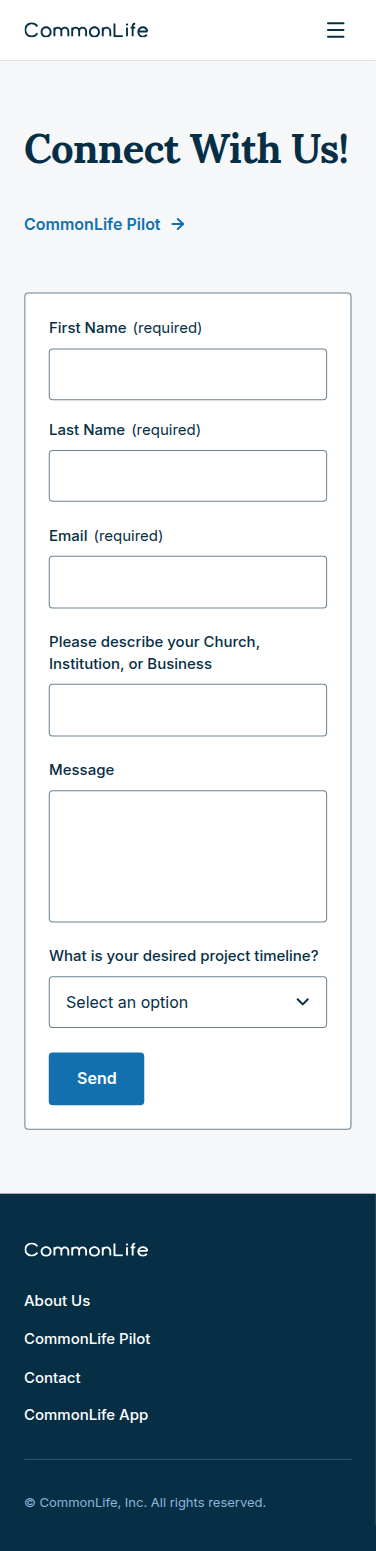 CommonLife
Connect With Us!
CommonLife Pilot →
First Name (required)
Last Name (required)
Email (required)
Please describe your Church,
Institution, or Business
Message
What is your desired project timeline?
Select an option
Send
CommonLife
About Us
CommonLife Pilot
Contact
CommonLife App
© CommonLife, Inc. All rights reserved.